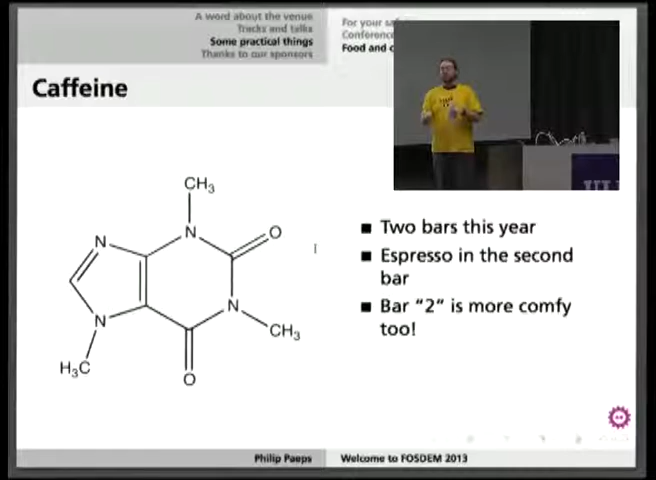 A word about the venue
Tracks and talks
Some practical things
Thanks to our sponsors
For your
Conference
Food and
Caffeine
CH3
N
O
N
N
N
CH3
H3C
O
Two bars this year
Espresso in the second
bar
Bar “2” is more comfy
too!
Philip Paeps
Welcome to FOSDEM 2013